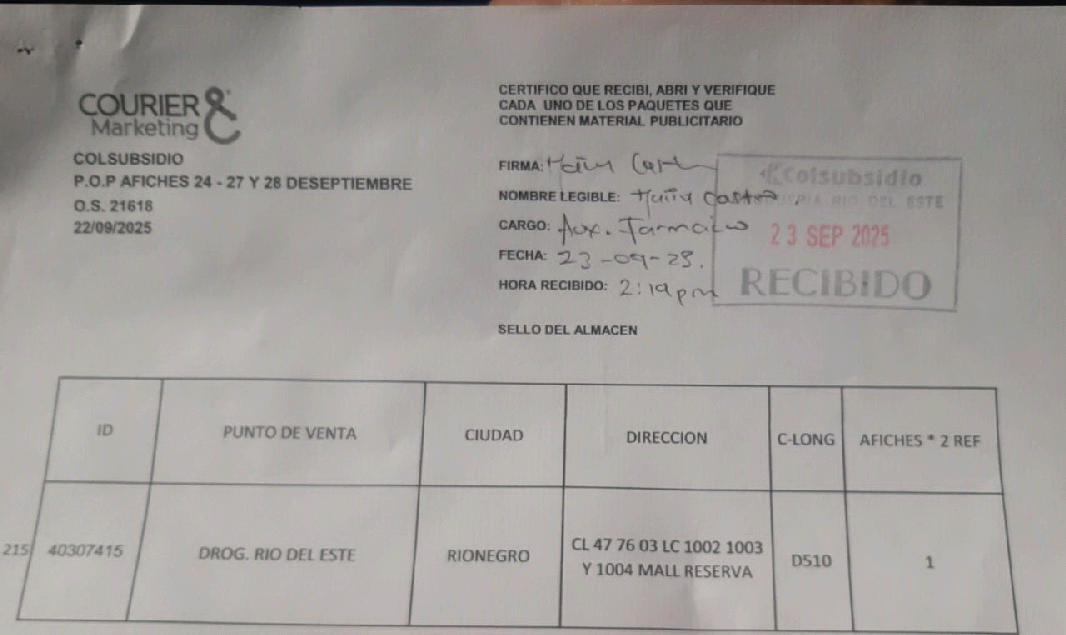 COURIER &
Marketing
COLSUBSIDIO
P.O.P AFICHES 24 - 27 Y 28 DESEPTIEMBRE
O.S. 21618
22/09/2025
CERTIFICO QUE RECIBI, ABRI Y VERIFIQUE
CADA UNO DE LOS PAQUETES QUE
CONTIENEN MATERIAL PUBLICITARIO
FIRMA:
NOMBRE LEGIBLE: Castro
CARGO: Aux.
FECHA: 23-09-25.
HORA RECIBIDO: 2:19pm
SELLO DEL ALMACEN
Colsubsidio
RIO DEL ESTE
23 SEP 2025
RECIBIDO
ID PUNTO DE VENTA CIUDAD DIRECCION C-LONG AFICHES * 2 REF
215 40307415 DROG. RIO DEL ESTE RIONEGRO CL 47 76 03 LC 1002 1003 D510 1
Y 1004 MALL RESERVA